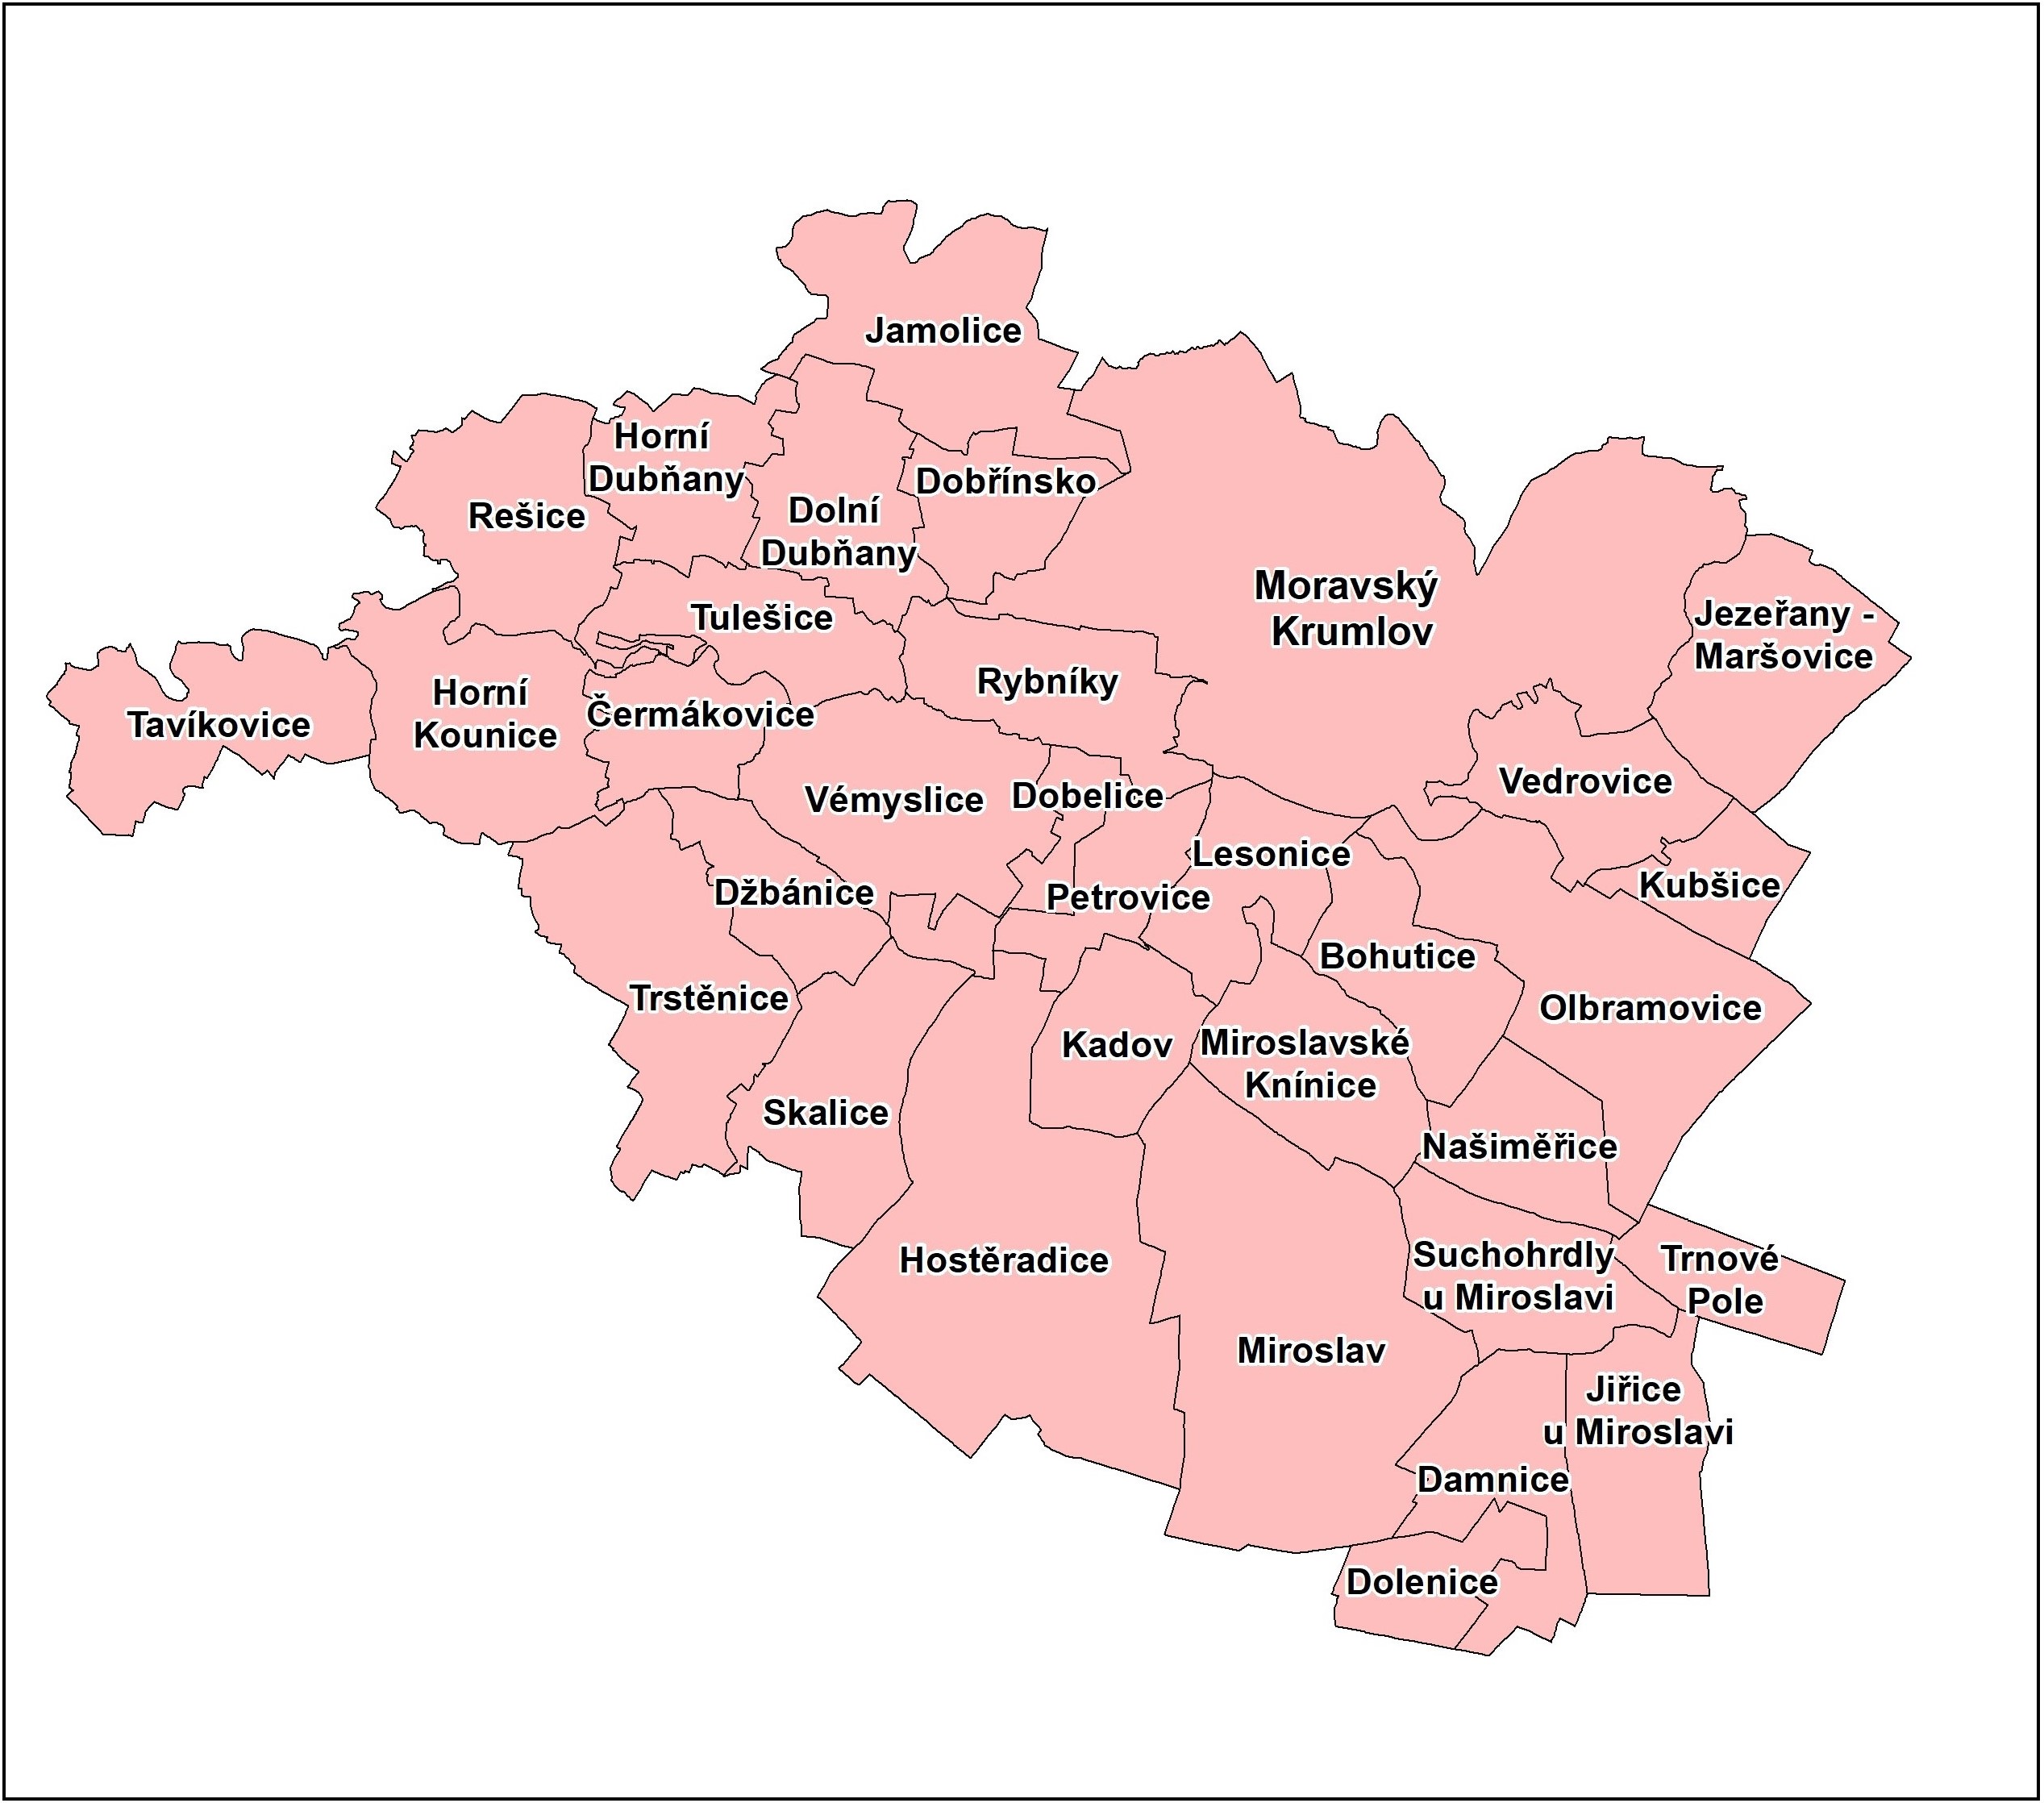 Jamolice
Horní
Dubňany
Dobřínsko
Rešice
Dolní
Dubňany
Moravský
Krumlov
Jezeřany -
Maršovice
Tulešice
Rybníky
Horní
Kounice
Tavíkovice
Čermákovice
Vedrovice
Vémyslice
Dobelice
Lesonice
Kubšice
Džbánice
Petrovice
Bohutice
Trstěnice
Olbramovice
Kadov
Miroslavské
Knínice
Skalice
Našiměřice
Hostěradice
Suchohrdly
u Miroslavi
Trnové
Pole
Miroslav
Jiřice
u Miroslavi
Damnice
Dolenice